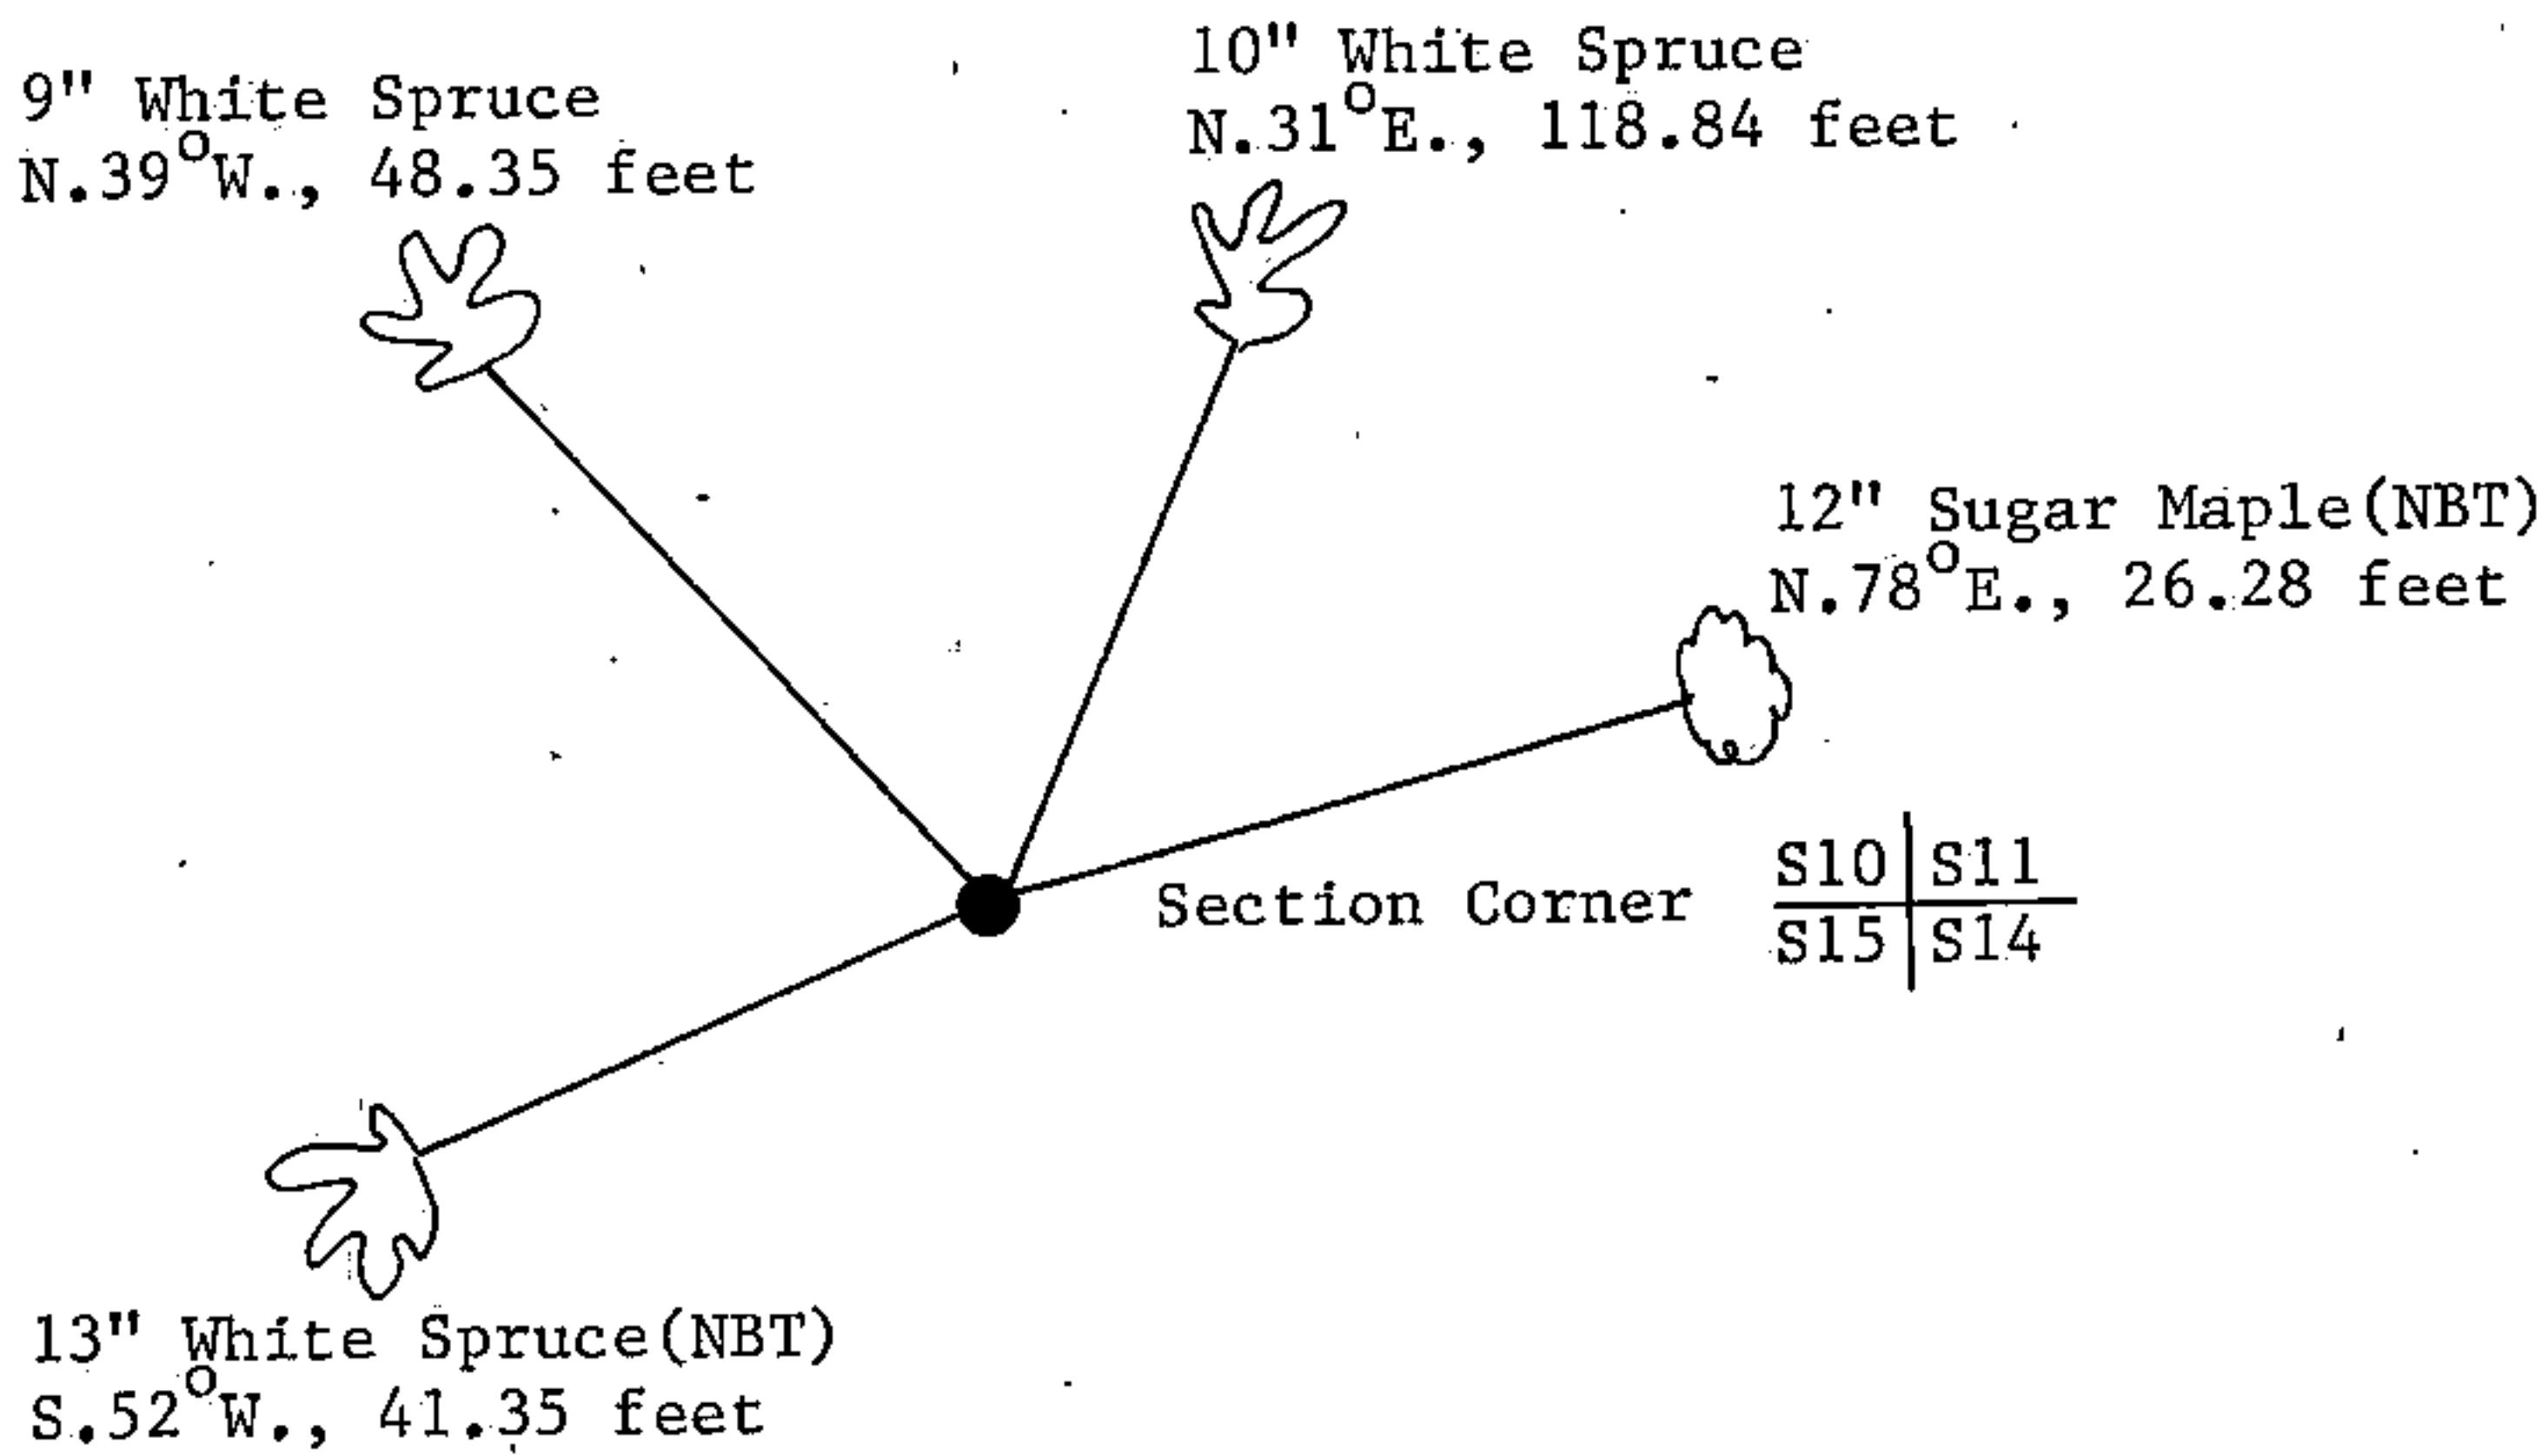 9" White Spruce
N.39°W., 48.35 feet
10" White Spruce
N.31°E., 118.84 feet
12" Sugar Maple(NBT)
N.78°E., 26.28 feet
Section Corner
S10 S11
S15 S14
13" White Spruce(NBT)
S.52°W., 41.35 feet